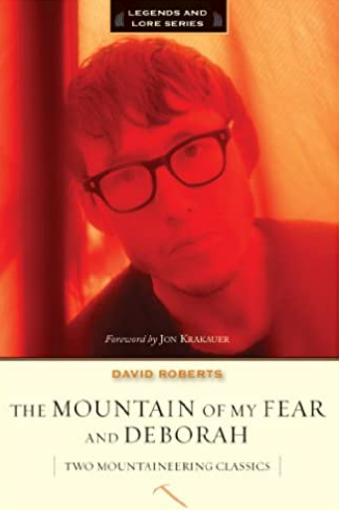 LEGENDS AND
LORE SERIES
Foreword by JON KRAKAUER
DAVID ROBERTS
THE MOUNTAIN OF MY FEAR
AND DEBORAH
TWO MOUNTAINEERING CLASSICS